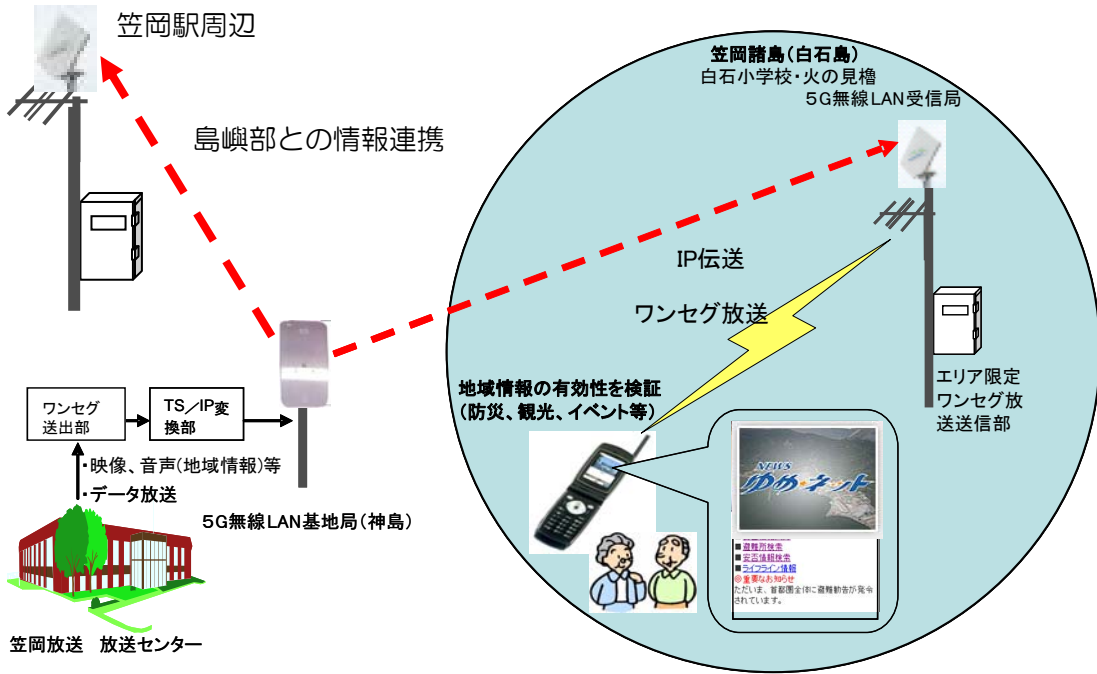 笠岡駅周辺
島嶼部との情報連携
笠岡諸島(白石島)
白石小学校・火の見櫓
5G無線LAN受信局
IP伝送
ワンセグ放送
エリア限定
ワンセグ放
送送信部
地域情報の有効性を検証
(防災、観光、イベント等)
ワンセグ
送出部
TS/IP変
換部
・映像、音声(地域情報)等
・データ放送
5G無線LAN基地局(神島)
笠岡放送 放送センター
NEWS
ゆめ・ネット
■避難所検索
■安否情報検索
■ライフライン情報
◎重要なお知らせ
ただいま、首都圏全体に避難勧告が発令
されています。